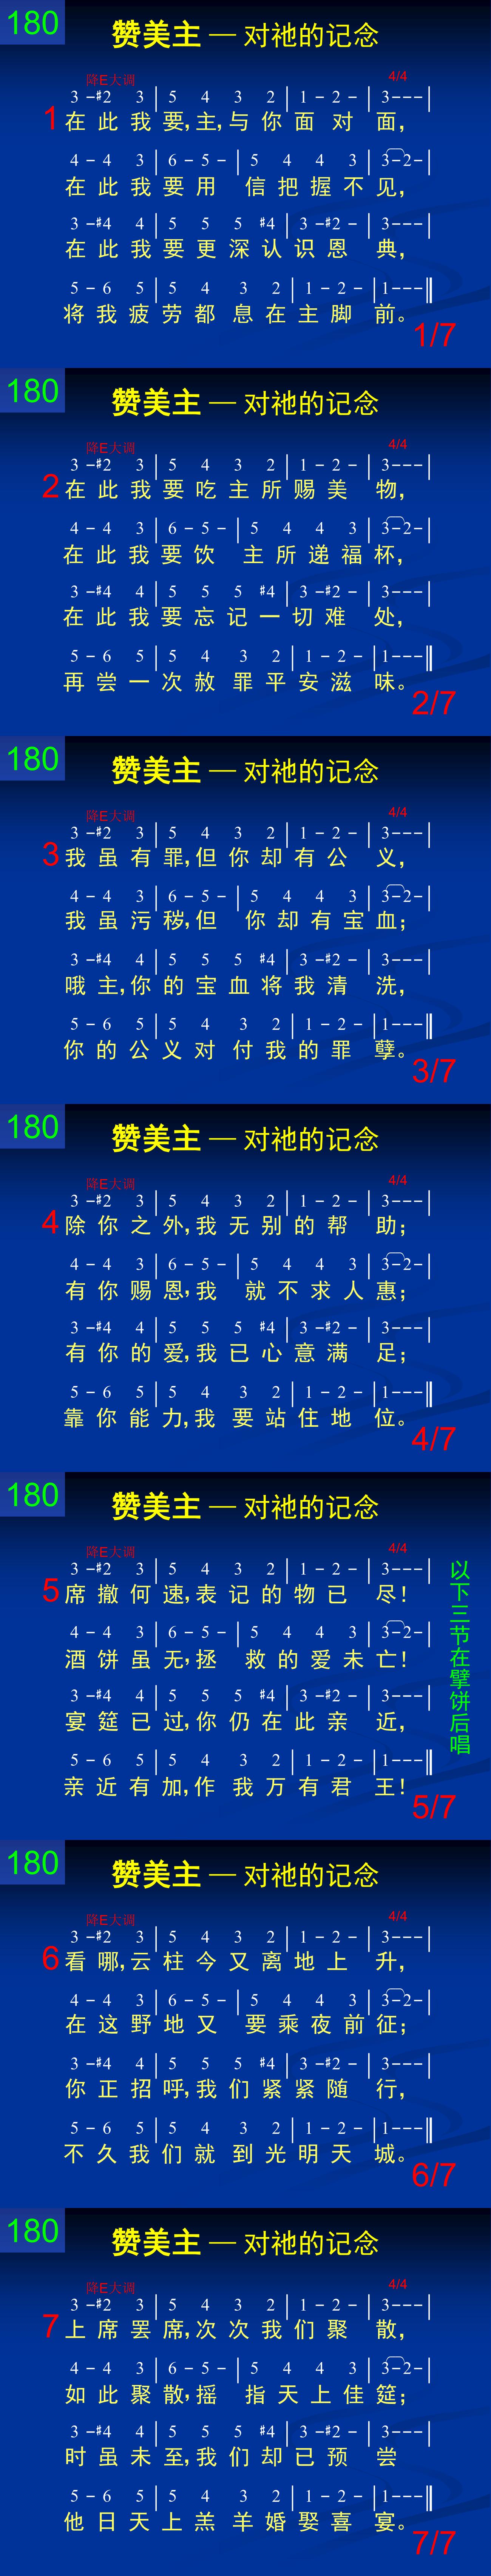 180
赞美主 — 对祂的记念
降E大调 4/4
3 -#2 3 | 5 4 3 2 | 1 - 2 - | 3--- |
1 在此我要,主,与你面对面,
4 - 4 3 | 6 - 5 - | 5 4 4 3 | 3-2- |
在此我要用信把握不见,
3 -#4 4 | 5 5 5 #4 | 3 -#2 - | 3--- |
在此我要更深认识恩典,
5 - 6 5 | 5 4 3 2 | 1 - 2 - | 1--- ‖
将我疲劳都息在主脚前。
1/7
180
赞美主 — 对祂的记念
降E大调 4/4
3 -#2 3 | 5 4 3 2 | 1 - 2 - | 3--- |
2 在此我要吃主所赐美物,
4 - 4 3 | 6 - 5 - | 5 4 4 3 | 3-2- |
在此我要饮主所递福杯,
3 -#4 4 | 5 5 5 #4 | 3 -#2 - | 3--- |
在此我要忘记一切难处,
5 - 6 5 | 5 4 3 2 | 1 - 2 - | 1--- ‖
再尝一次赦罪平安滋味。
2/7
180
赞美主 — 对祂的记念
降E大调 4/4
3 -#2 3 | 5 4 3 2 | 1 - 2 - | 3--- |
3 我虽有罪,但你却有公义,
4 - 4 3 | 6 - 5 - | 5 4 4 3 | 3-2- |
我虽污秽,但你却有宝血;
3 -#4 4 | 5 5 5 #4 | 3 -#2 - | 3--- |
哦主,你的宝血将我清洗,
5 - 6 5 | 5 4 3 2 | 1 - 2 - | 1--- ‖
你的公义对付我的罪孽。
3/7
180
赞美主 — 对祂的记念
降E大调 4/4
3 -#2 3 | 5 4 3 2 | 1 - 2 - | 3--- |
4 除你之外,我无别的帮助;
4 - 4 3 | 6 - 5 - | 5 4 4 3 | 3-2- |
有你赐恩,我就不求人惠;
3 -#4 4 | 5 5 5 #4 | 3 -#2 - | 3--- |
有你的爱,我已心意满足;
5 - 6 5 | 5 4 3 2 | 1 - 2 - | 1--- ‖
靠你能力,我要站住地位。
4/7
180
赞美主 — 对祂的记念
降E大调 4/4
3 -#2 3 | 5 4 3 2 | 1 - 2 - | 3--- |
5 席撤何速,表记的物已尽!
4 - 4 3 | 6 - 5 - | 5 4 4 3 | 3-2- |
酒饼虽无,拯救的爱未亡!
3 -#4 4 | 5 5 5 #4 | 3 -#2 - | 3--- |
宴筵已过,你仍在此亲近,
5 - 6 5 | 5 4 3 2 | 1 - 2 - | 1--- ‖
亲近有加,作我万有君王!
以下三节在擘饼后唱
5/7
180
赞美主 — 对祂的记念
降E大调 4/4
3 -#2 3 | 5 4 3 2 | 1 - 2 - | 3--- |
6 看哪,云柱今又离地上升,
4 - 4 3 | 6 - 5 - | 5 4 4 3 | 3-2- |
在这野地又要乘夜前征;
3 -#4 4 | 5 5 5 #4 | 3 -#2 - | 3--- |
你正招呼,我们紧紧随行,
5 - 6 5 | 5 4 3 2 | 1 - 2 - | 1--- ‖
不久我们就到光明天城。
6/7
180
赞美主 — 对祂的记念
降E大调 4/4
3 -#2 3 | 5 4 3 2 | 1 - 2 - | 3--- |
7 上席罢席,次次我们聚散,
4 - 4 3 | 6 - 5 - | 5 4 4 3 | 3-2- |
如此聚散,摇指天上佳筵;
3 -#4 4 | 5 5 5 #4 | 3 -#2 - | 3--- |
时虽未至,我们却已预尝
5 - 6 5 | 5 4 3 2 | 1 - 2 - | 1--- ‖
他日天上羔羊婚娶喜宴。
7/7